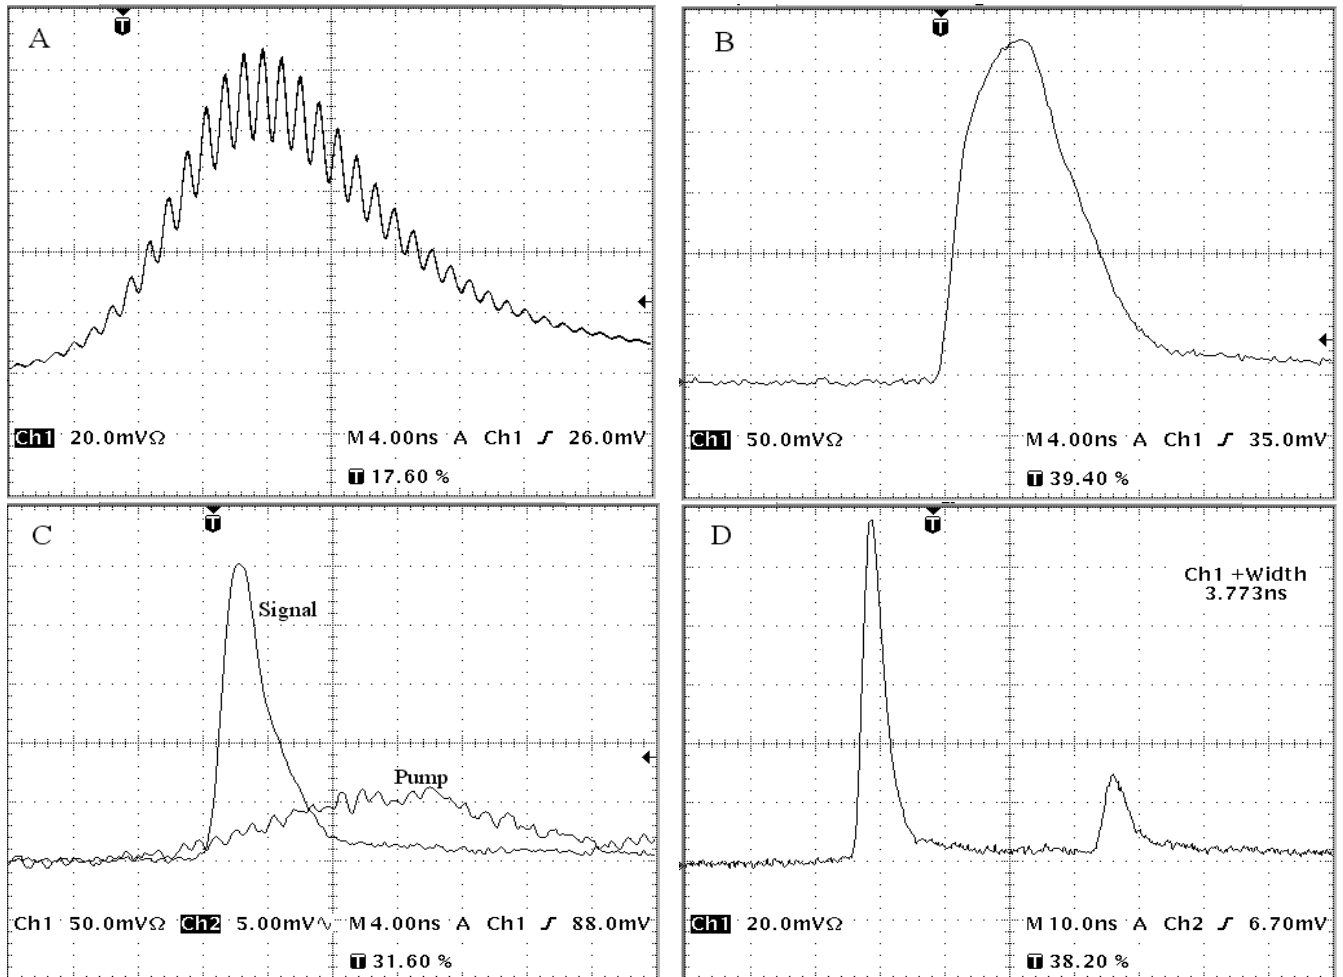 A
T
Ch1 20.0mVΩ M 4.00ns A Ch1 ʃ 26.0mV
T 17.60 %
B
T
Ch1 50.0mVΩ M 4.00ns A Ch1 ʃ 35.0mV
T 39.40 %
C
T
Signal
Pump
Ch1 50.0mVΩ Ch2 5.00mV∿ M 4.00ns A Ch1 ʃ 88.0mV
T 31.60 %
D
T
Ch1 +Width
3.773ns
Ch1 20.0mVΩ M 10.0ns A Ch2 ʃ 6.70mV
T 38.20 %